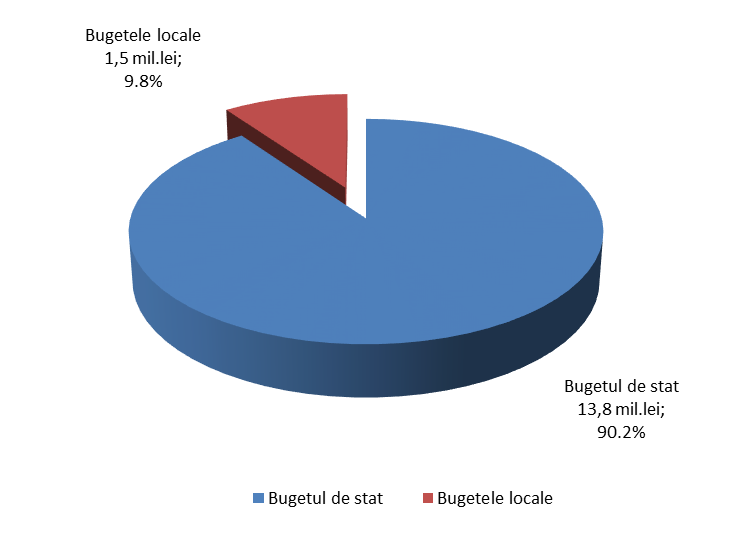 Bugetele locale
1,5 mil.lei;
9.8%
Bugetul de stat
13,8 mil.lei;
90.2%
Bugetul de stat
Bugetele locale